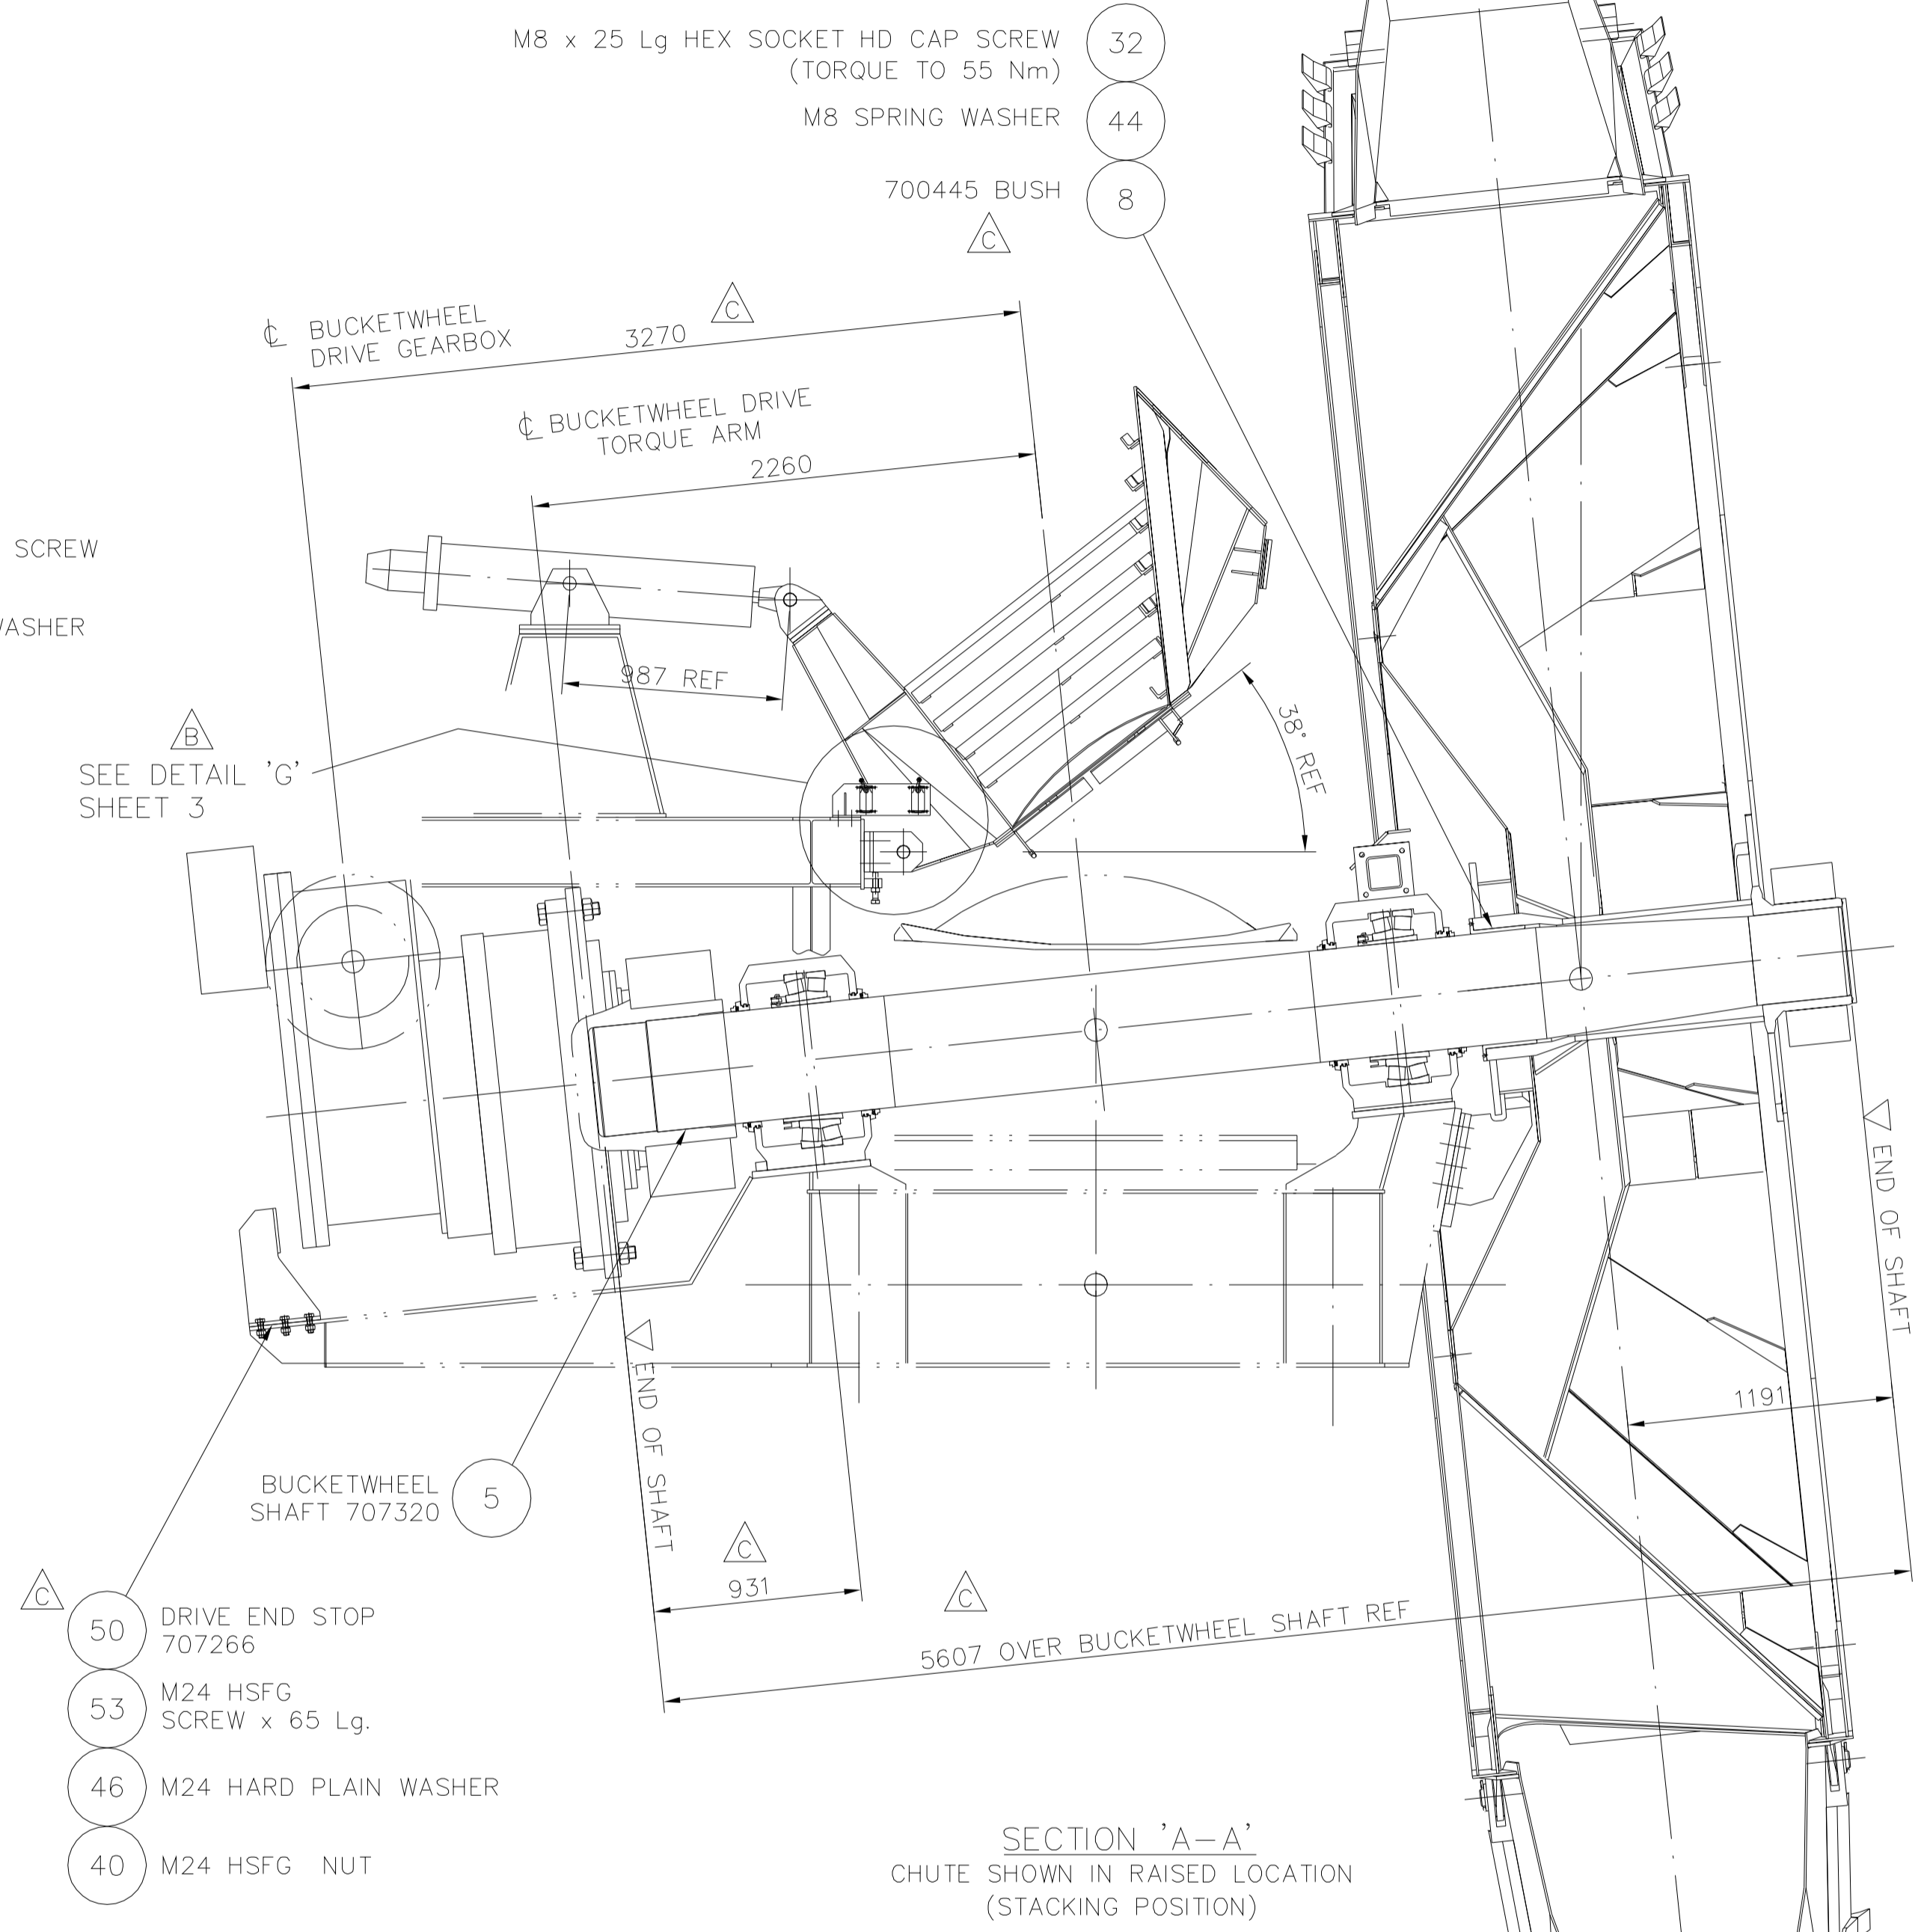 M8 x 25 Lg HEX SOCKET HD CAP SCREW
(TORQUE TO 55 Nm)
32
M8 SPRING WASHER
44
700445 BUSH
8
C
℄ BUCKETWHEEL
DRIVE GEARBOX
3270
C
℄ BUCKETWHEEL DRIVE
TORQUE ARM
2260
SCREW
WASHER
987 REF
38° REF
B
SEE DETAIL 'G'
SHEET 3
END OF SHAFT
END OF SHAFT
1191
BUCKETWHEEL
SHAFT 707320
5
C
931
C
5607 OVER BUCKETWHEEL SHAFT REF
C
50
DRIVE END STOP
707266
53
M24 HSFG
SCREW x 65 Lg.
46
M24 HARD PLAIN WASHER
40
M24 HSFG NUT
SECTION 'A-A'
CHUTE SHOWN IN RAISED LOCATION
(STACKING POSITION)